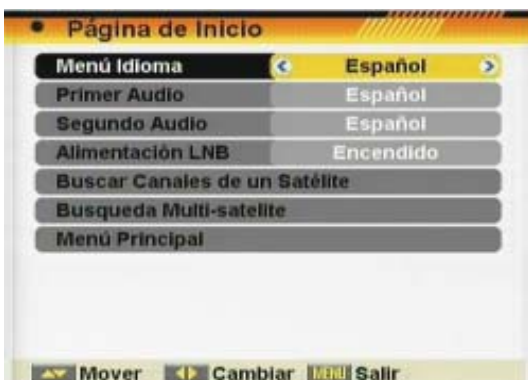 Página de Inicio
Menú Idioma Español
Primer Audio Español
Segundo Audio Español
Alimentación LNB Encendido
Buscar Canales de un Satélite
Busqueda Multi-satelite
Menú Principal
Mover Cambiar MENU Salir